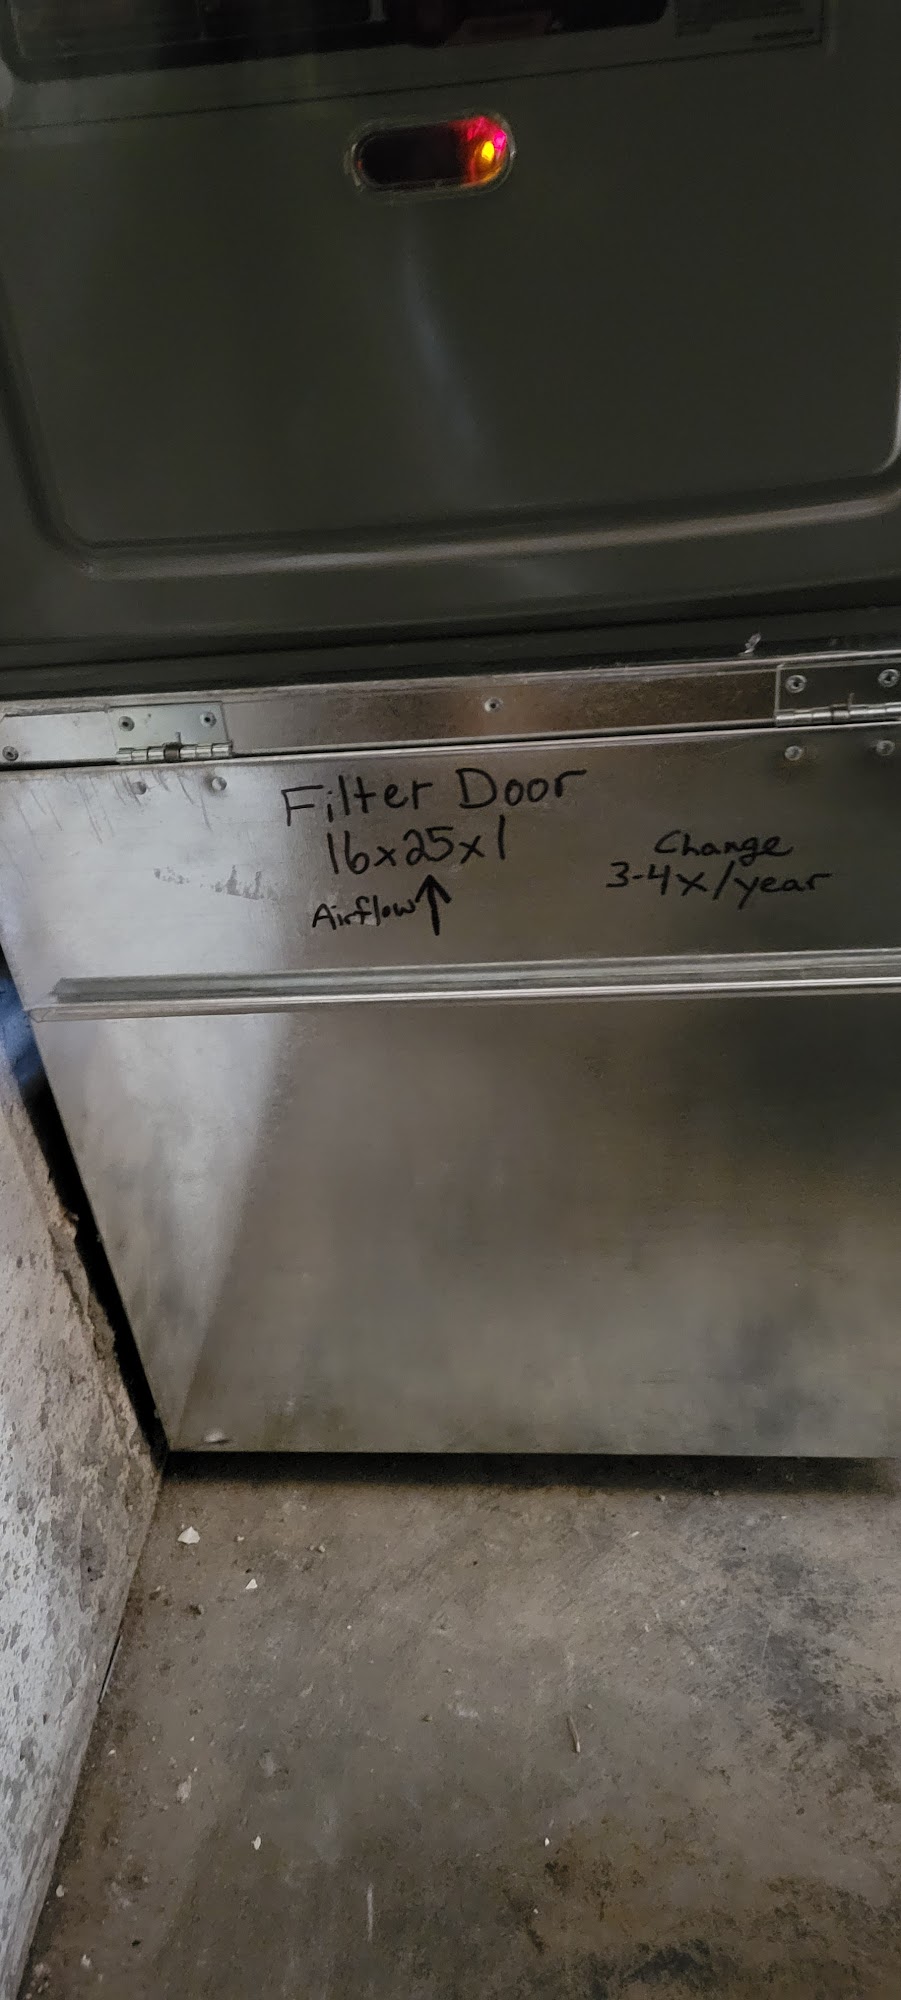 Filter Door
16x25x1
Airflow ↑
Change
3-4x/year